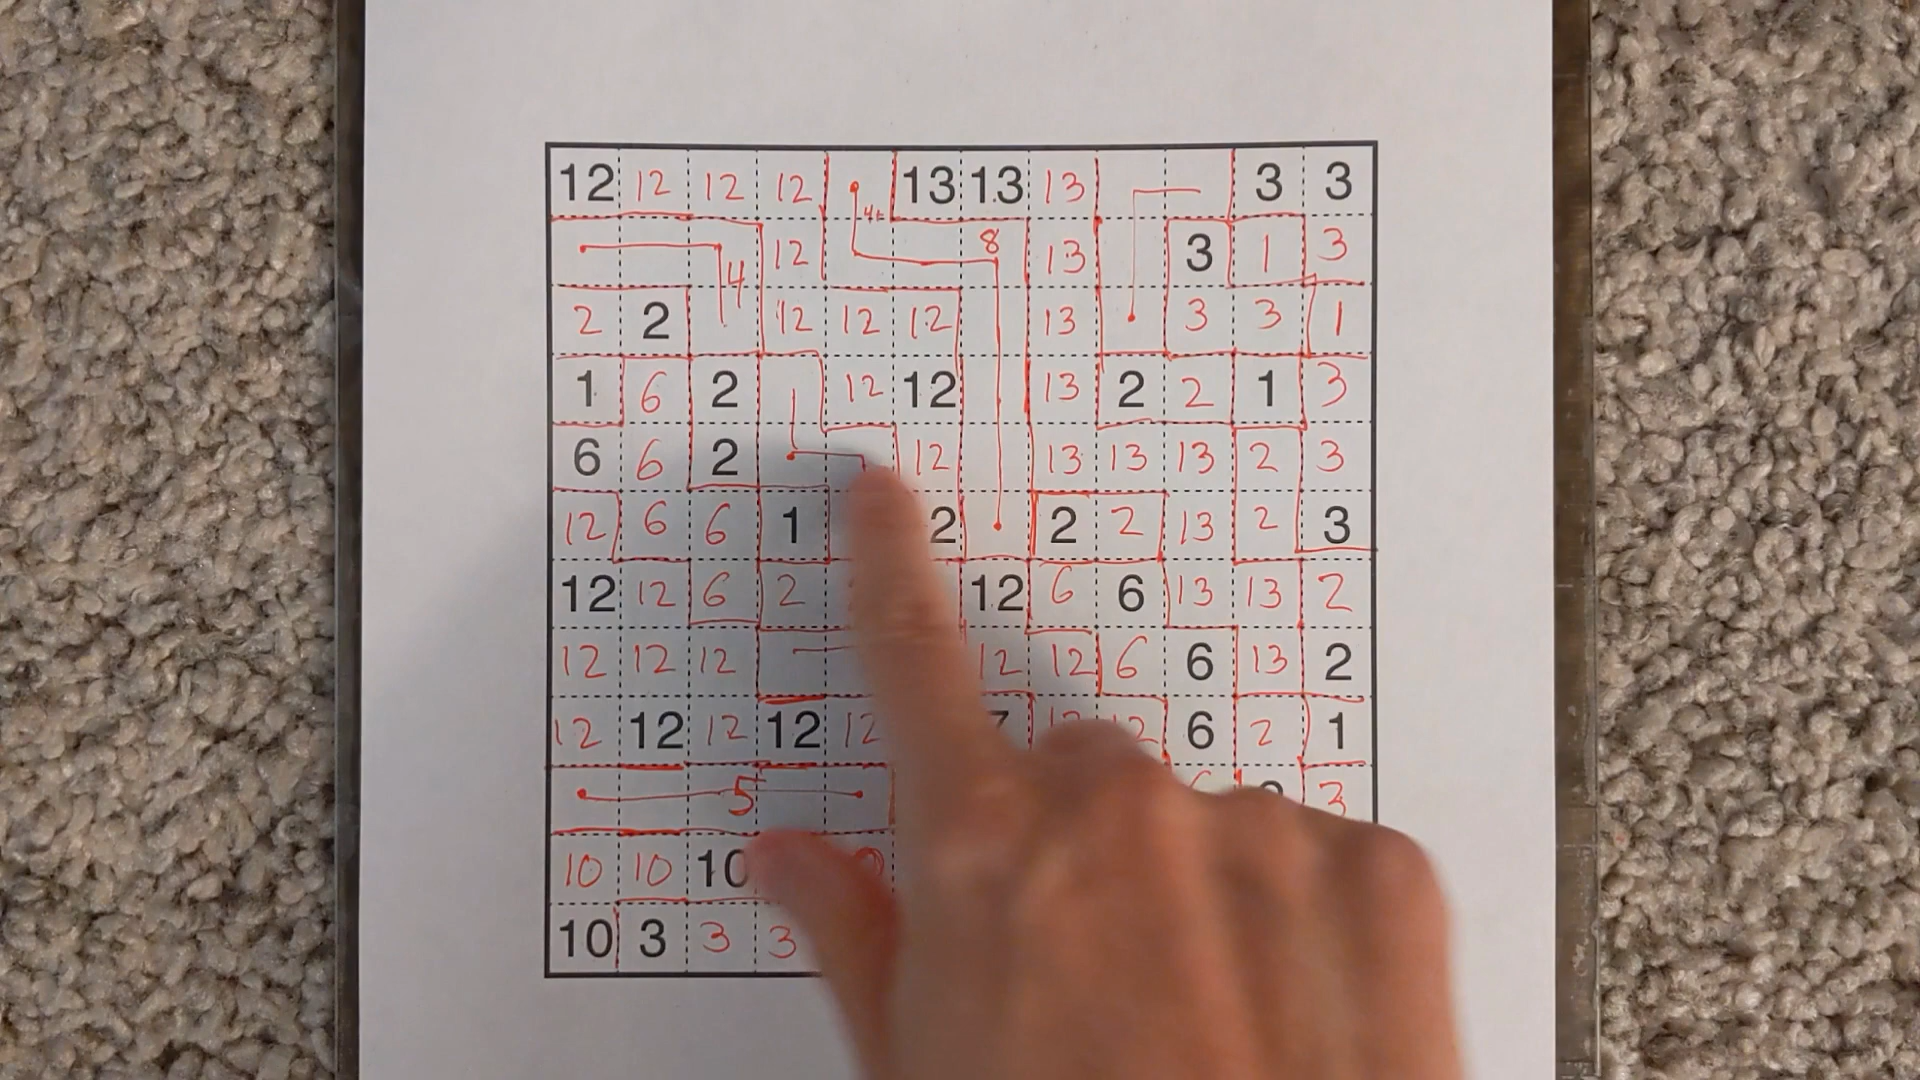 12 12 12 12 13 13 13 3 3
12 4+ 8 13 3 1 3
4
2 2 12 12 12 13 3 3 1
1 6 2 12 12 13 2 2 1 3
6 6 2 12 13 13 13 2 3
12 6 6 1 2 2 2 13 2 3
12 12 6 2 12 6 6 13 13 2
12 12 12 12 12 6 6 13 2
12 12 12 12 12 6 2 1
5+ 3
10 10 10
10 3 3 3